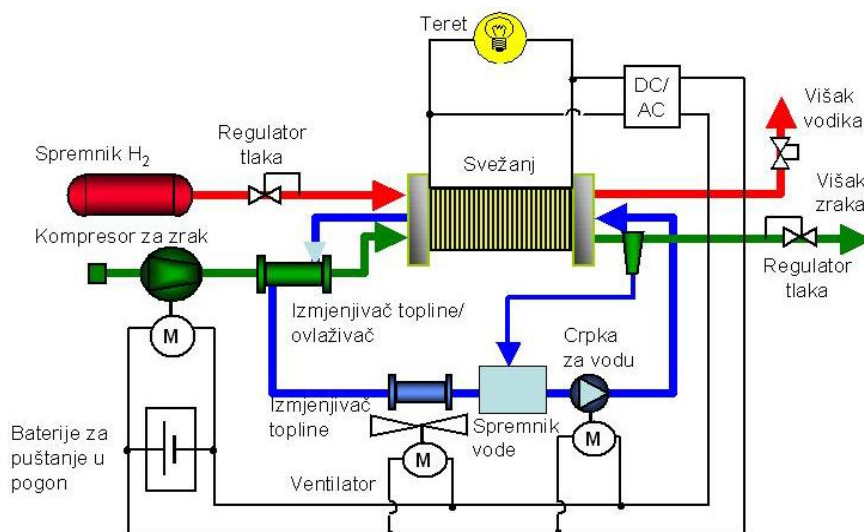 Teret
DC/
AC
Višak
vodika
Regulator
tlaka
Spremnik H₂
Svežanj
Višak
zraka
Kompresor za zrak
Regulator
tlaka
Izmjenjivač topline/
ovlaživač
Crpka
za vodu
M
Izmjenjivač
topline
Spremnik
vode
M
M
Baterije za
puštanje u
pogon
Ventilator